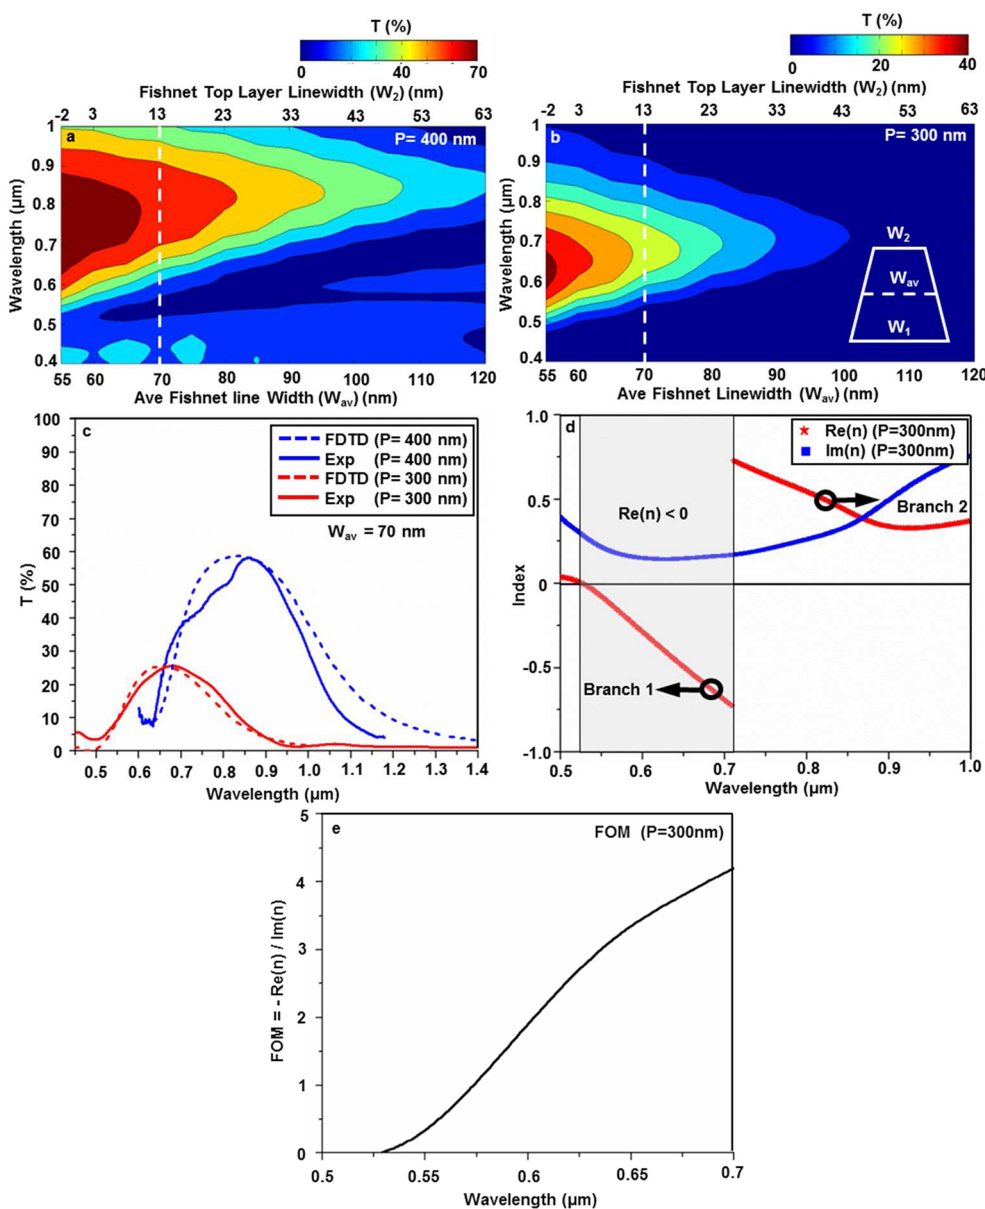 T (%)
0 40 70
Fishnet Top Layer Linewidth (W2) (nm)
-2 3 13 23 33 43 53 63
a
P= 400 nm
1
0.9
0.8
0.7
0.6
0.5
0.4
Wavelength (µm)
55 60 70 80 90 100 110 120
Ave Fishnet line Width (Wav) (nm)
T (%)
0 20 40
Fishnet Top Layer Linewidth (W2) (nm)
-2 3 13 23 33 43 53 63
b
P= 300 nm
1
0.9
0.8
0.7
0.6
0.5
0.4
Wavelength (µm)
W2
Wav
W1
55 60 70 80 90 100 110 120
Ave Fishnet Linewidth (Wav) (nm)
c
100
90
80
70
60
50
40
30
20
10
0
T (%)
FDTD (P= 400 nm)
Exp (P= 400 nm)
FDTD (P= 300 nm)
Exp (P= 300 nm)
Wav = 70 nm
0.5 0.6 0.7 0.8 0.9 1.0 1.1 1.2 1.3 1.4
Wavelength (µm)
d
1.0
0.5
0
-0.5
-1.0
Index
Re(n) (P=300nm)
Im(n) (P=300nm)
Re(n) < 0
Branch 2
Branch 1
0.5 0.6 0.7 0.8 0.9 1.0
Wavelength (µm)
e
FOM (P=300nm)
5
4
3
2
1
0
FOM = - Re(n) / Im(n)
0.5 0.55 0.6 0.65 0.7
Wavelength (µm)